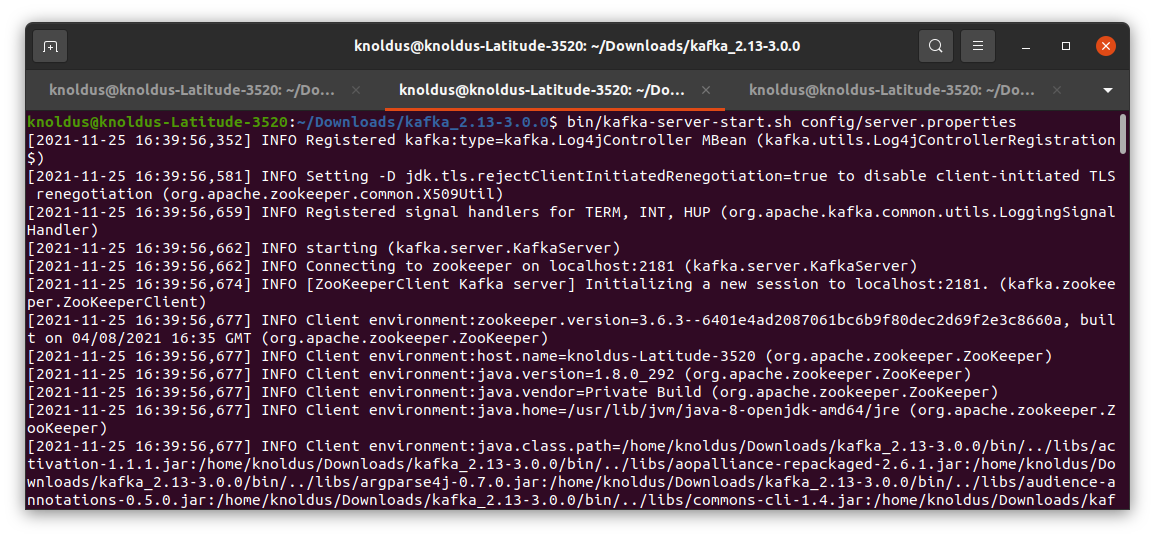 knoldus@knoldus-Latitude-3520: ~/Downloads/kafka_2.13-3.0.0
knoldus@knoldus-Latitude-3520: ~/Do...
knoldus@knoldus-Latitude-3520: ~/Do...
knoldus@knoldus-Latitude-3520: ~/Do...
knoldus@knoldus-Latitude-3520:~/Downloads/kafka_2.13-3.0.0$ bin/kafka-server-start.sh config/server.properties
[2021-11-25 16:39:56,352] INFO Registered kafka:type=kafka.Log4jController MBean (kafka.utils.Log4jControllerRegistration
$)
[2021-11-25 16:39:56,581] INFO Setting -D jdk.tls.rejectClientInitiatedRenegotiation=true to disable client-initiated TLS
 renegotiation (org.apache.zookeeper.common.X509Util)
[2021-11-25 16:39:56,659] INFO Registered signal handlers for TERM, INT, HUP (org.apache.kafka.common.utils.LoggingSignal
Handler)
[2021-11-25 16:39:56,662] INFO starting (kafka.server.KafkaServer)
[2021-11-25 16:39:56,662] INFO Connecting to zookeeper on localhost:2181 (kafka.server.KafkaServer)
[2021-11-25 16:39:56,674] INFO [ZooKeeperClient Kafka server] Initializing a new session to localhost:2181. (kafka.zookee
per.ZooKeeperClient)
[2021-11-25 16:39:56,677] INFO Client environment:zookeeper.version=3.6.3--6401e4ad2087061bc6b9f80dec2d69f2e3c8660a, buil
t on 04/08/2021 16:35 GMT (org.apache.zookeeper.ZooKeeper)
[2021-11-25 16:39:56,677] INFO Client environment:host.name=knoldus-Latitude-3520 (org.apache.zookeeper.ZooKeeper)
[2021-11-25 16:39:56,677] INFO Client environment:java.version=1.8.0_292 (org.apache.zookeeper.ZooKeeper)
[2021-11-25 16:39:56,677] INFO Client environment:java.vendor=Private Build (org.apache.zookeeper.ZooKeeper)
[2021-11-25 16:39:56,677] INFO Client environment:java.home=/usr/lib/jvm/java-8-openjdk-amd64/jre (org.apache.zookeeper.Z
ooKeeper)
[2021-11-25 16:39:56,677] INFO Client environment:java.class.path=/home/knoldus/Downloads/kafka_2.13-3.0.0/bin/../libs/ac
tivation-1.1.1.jar:/home/knoldus/Downloads/kafka_2.13-3.0.0/bin/../libs/aopalliance-repackaged-2.6.1.jar:/home/knoldus/Do
wnloads/kafka_2.13-3.0.0/bin/../libs/argparse4j-0.7.0.jar:/home/knoldus/Downloads/kafka_2.13-3.0.0/bin/../libs/audience-a
nnotations-0.5.0.jar:/home/knoldus/Downloads/kafka_2.13-3.0.0/bin/../libs/commons-cli-1.4.jar:/home/knoldus/Downloads/kaf